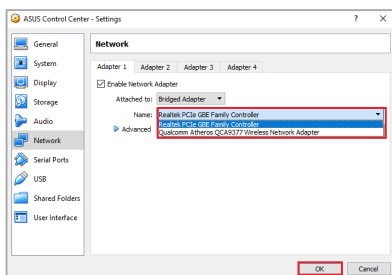 ASUS Control Center - Settings ? X
General
System
Display
Storage
Audio
Network
Serial Ports
USB
Shared Folders
User Interface
Network
Adapter 1 Adapter 2 Adapter 3 Adapter 4
Enable Network Adapter
Attached to: Bridged Adapter
Name: Realtek PCIe GBE Family Controller
Realtek PCIe GBE Family Controller
Qualcomm Atheros QCA9377 Wireless Network Adapter
Advanced
OK Cancel